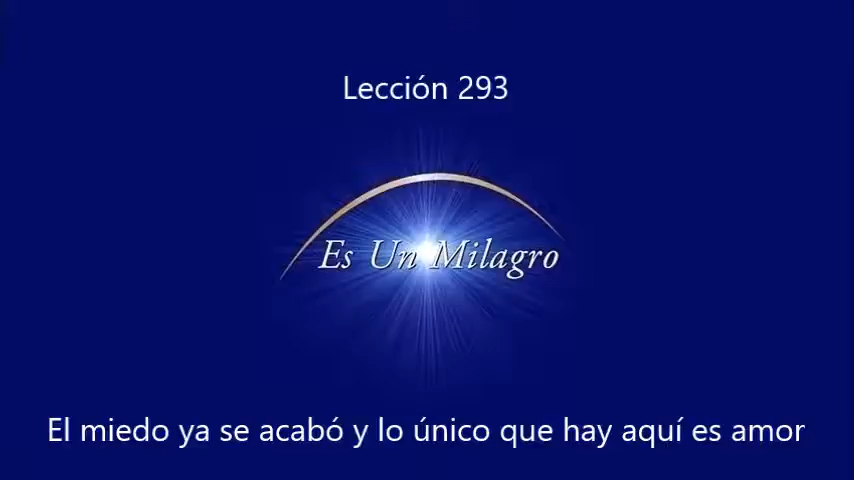 Lección 293
Es Un Milagro
El miedo ya se acabó y lo único que hay aquí es amor